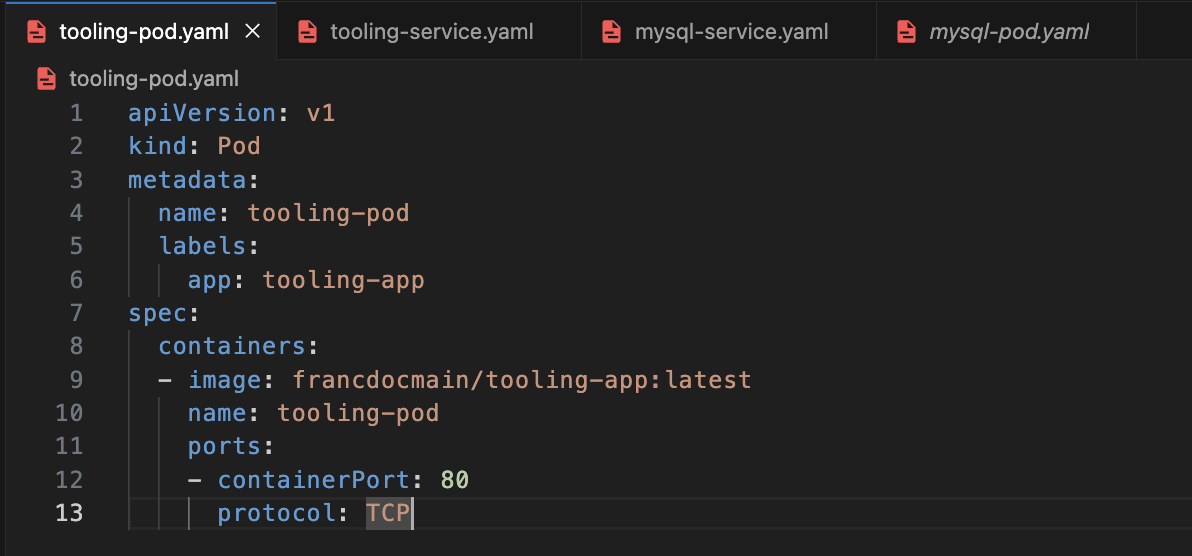 tooling-pod.yaml tooling-service.yaml mysql-service.yaml mysql-pod.yaml
tooling-pod.yaml
1 apiVersion: v1
2 kind: Pod
3 metadata:
4   name: tooling-pod
5   labels:
6     app: tooling-app
7 spec:
8   containers:
9   - image: francdocmain/tooling-app:latest
10     name: tooling-pod
11     ports:
12     - containerPort: 80
13       protocol: TCP